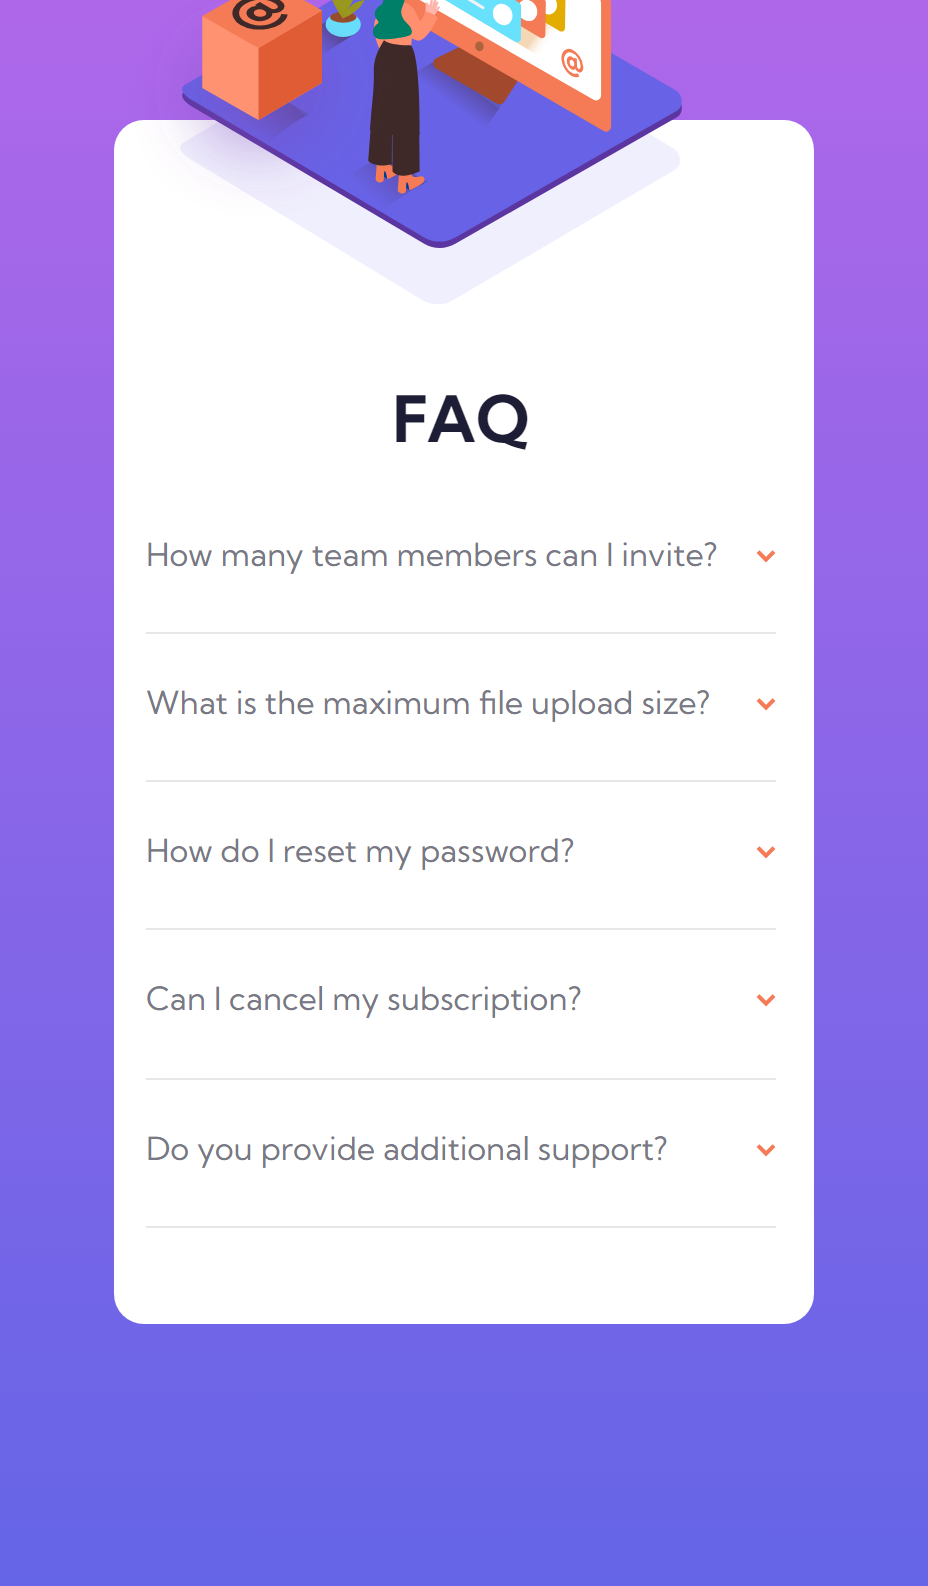 @
@
FAQ
How many team members can I invite?
What is the maximum file upload size?
How do I reset my password?
Can I cancel my subscription?
Do you provide additional support?